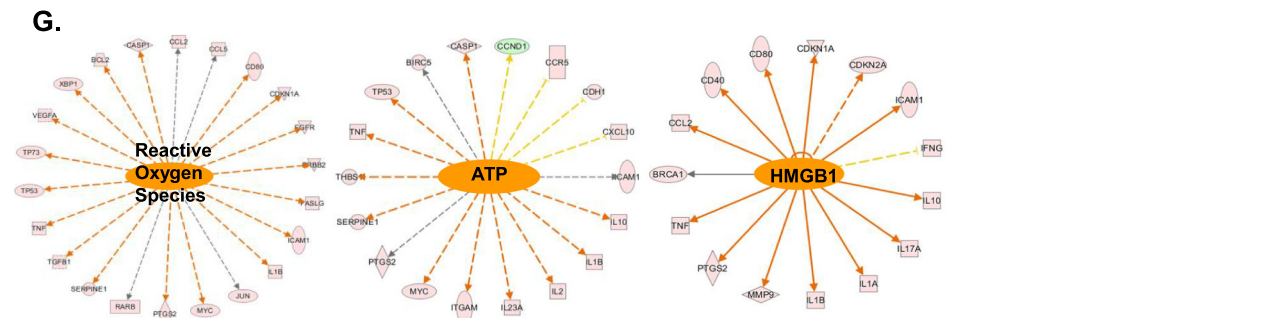 G.
CASP1
CCL2
CCL5
CD80
CDKN1A
EGFR
ERBB2
FASLG
ICAM1
IL1B
JUN
MYC
PTGS2
RARB
SERPINE1
TGFB1
TNF
TP53
TP73
VEGFA
XBP1
BCL2
Reactive
Oxygen
Species
CASP1
CCND1
CCR5
CDH1
CXCL10
ICAM1
IL10
IL1B
IL2
IL23A
ITGAM
MYC
PTGS2
SERPINE1
THBS1
TNF
TP53
BIRC5
ATP
CD80
CDKN1A
CDKN2A
ICAM1
IFNG
IL10
IL17A
IL1A
IL1B
MMP9
PTGS2
TNF
BRCA1
CCL2
CD40
HMGB1